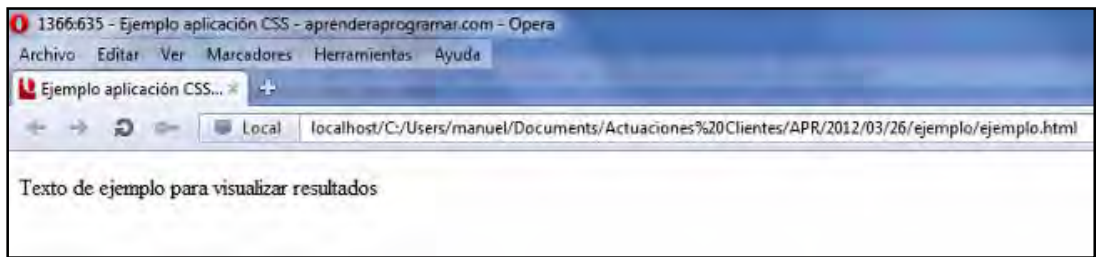 1366:635 - Ejemplo aplicación CSS - aprenderaprogramar.com - Opera
Archivo Editar Ver Marcadores Herramientas Ayuda
Ejemplo aplicación CSS...
Local localhost/C:/Users/manuel/Documents/Actuaciones%20Clientes/APR/2012/03/26/ejemplo/ejemplo.html
Texto de ejemplo para visualizar resultados